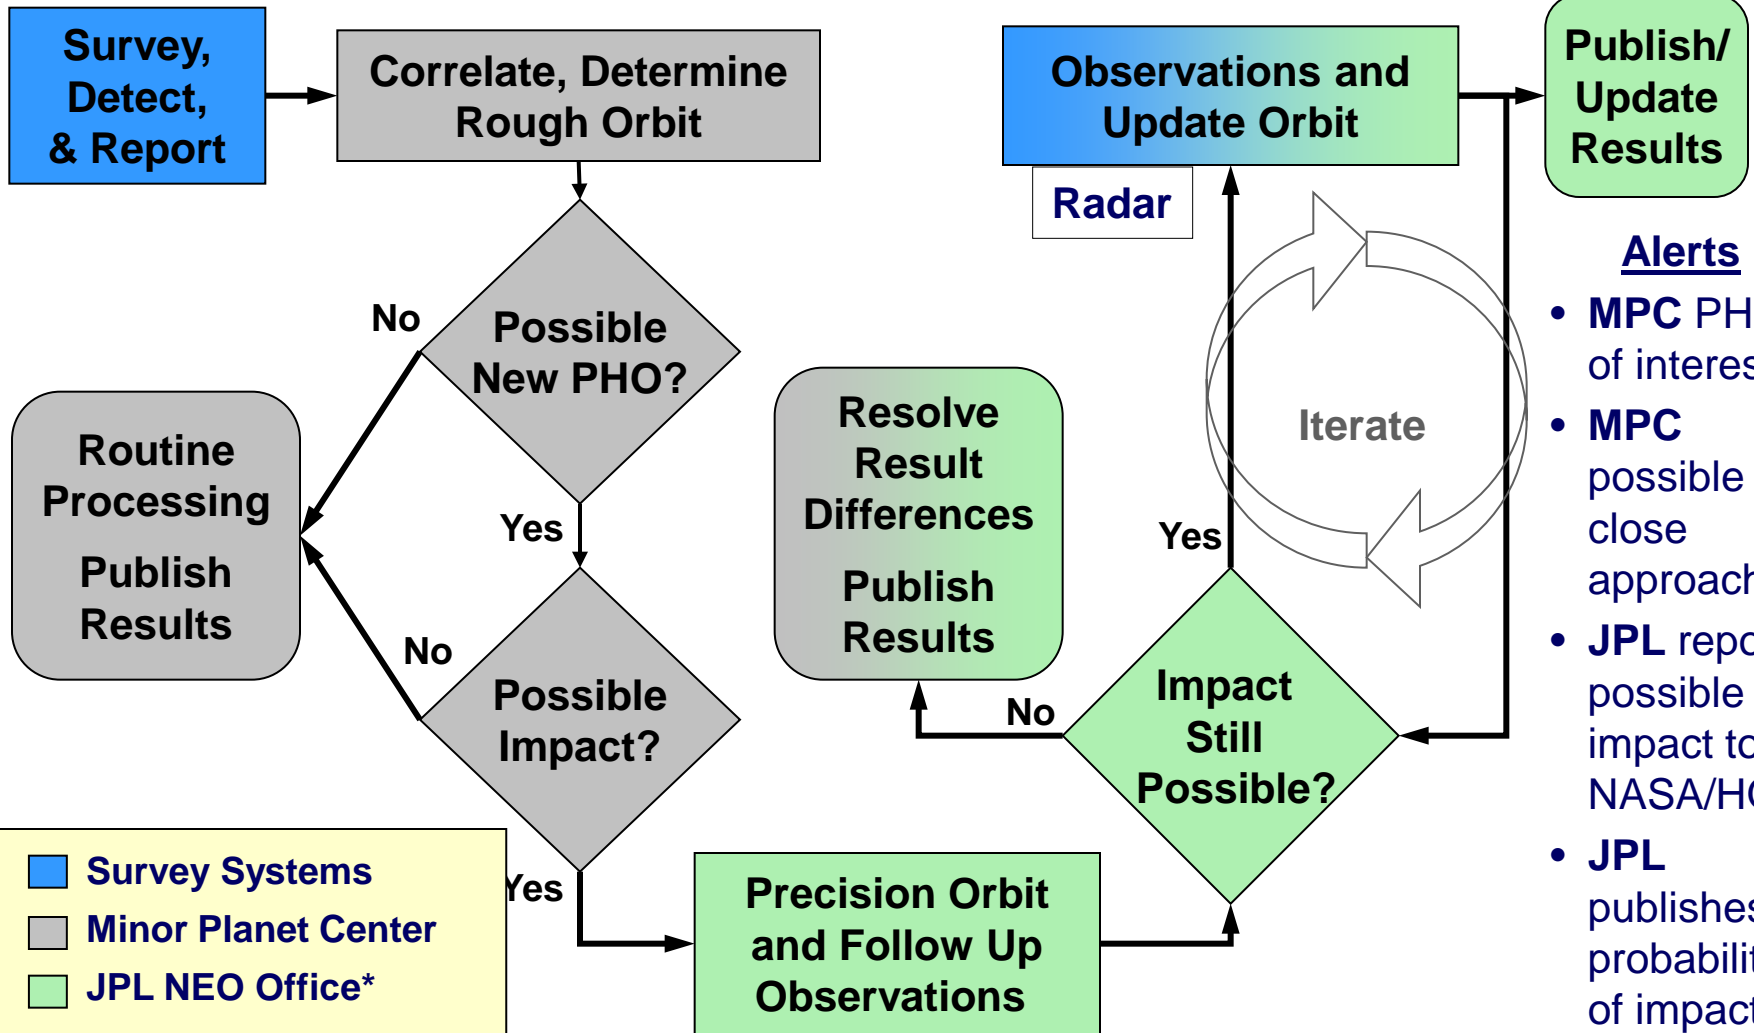 Survey,
Detect,
& Report
Correlate, Determine
Rough Orbit
Observations and
Update Orbit
Publish/
Update
Results
Radar
Alerts
• MPC PH
of interes
• MPC
possible
close
approach
• JPL repo
possible
impact to
NASA/HQ
• JPL
publishes
probabilit
of impact
No
Possible
New PHO?
Routine
Processing
Publish
Results
Yes
No
Possible
Impact?
Yes
Resolve
Result
Differences
Publish
Results
Iterate
Yes
No
Impact
Still
Possible?
Precision Orbit
and Follow Up
Observations
Survey Systems
Minor Planet Center
JPL NEO Office*